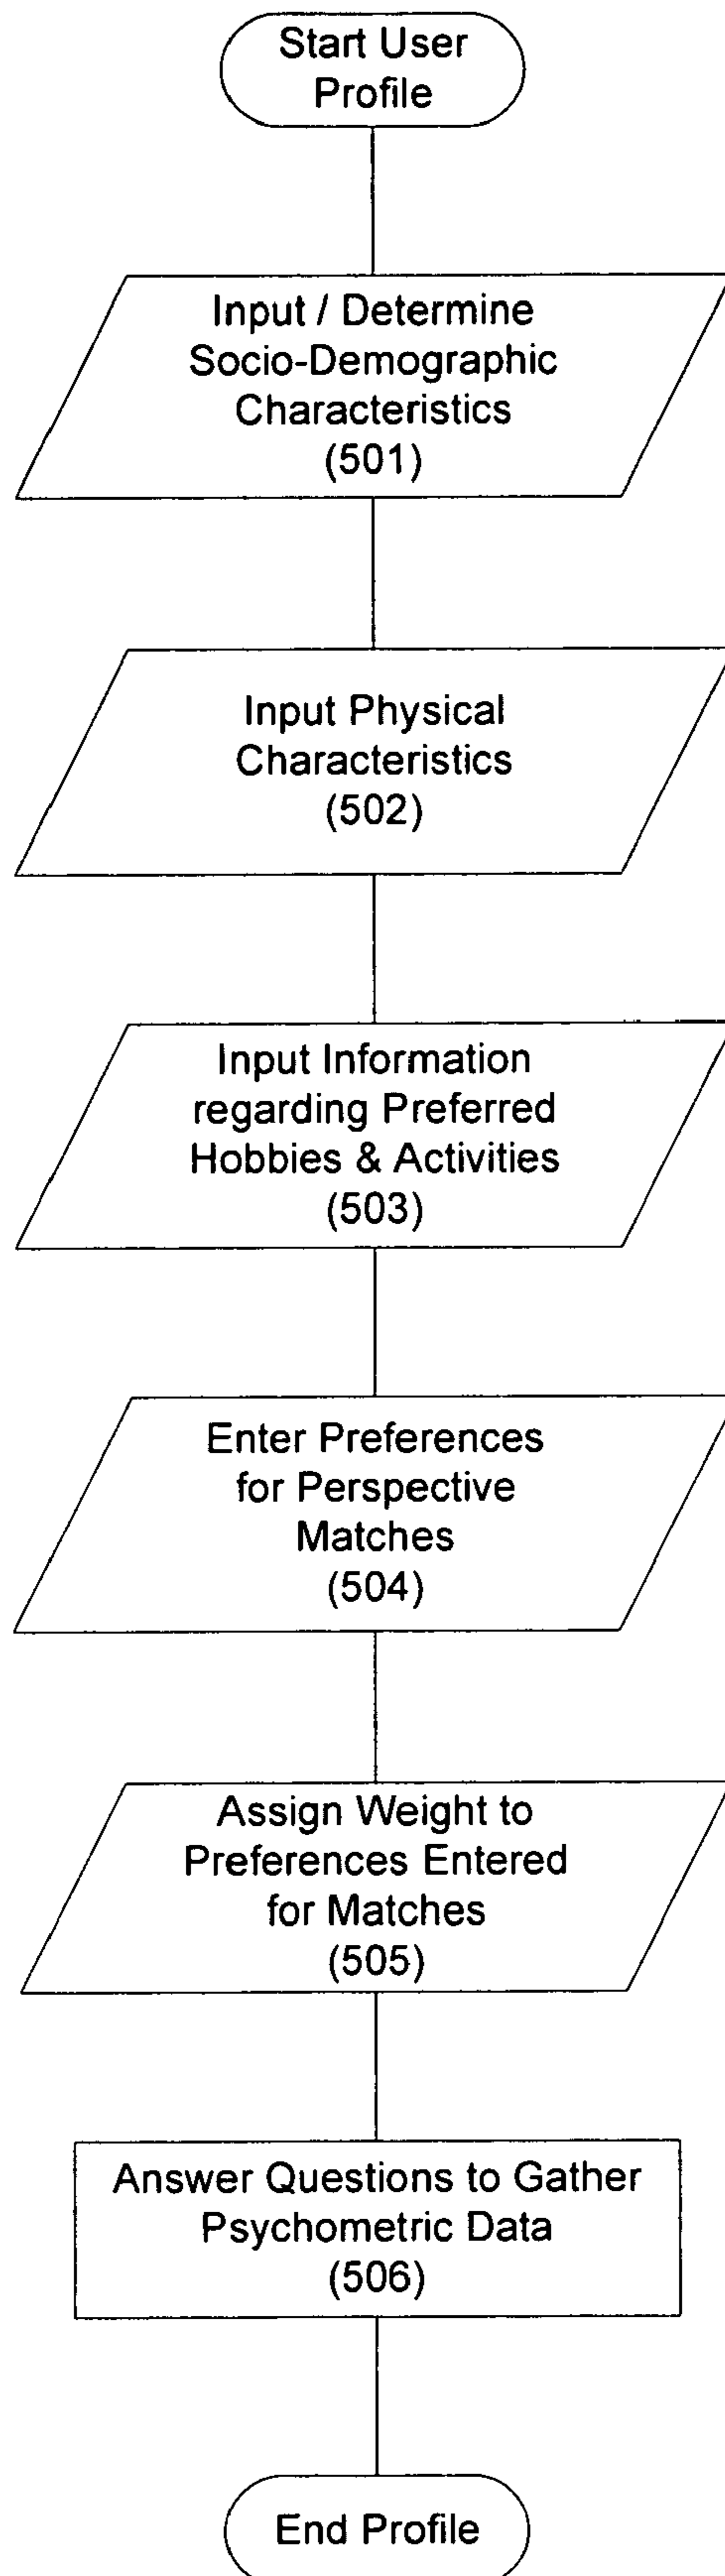 Start User
Profile
Input / Determine
Socio-Demographic
Characteristics
(501)
Input Physical
Characteristics
(502)
Input Information
regarding Preferred
Hobbies & Activities
(503)
Enter Preferences
for Perspective
Matches
(504)
Assign Weight to
Preferences Entered
for Matches
(505)
Answer Questions to Gather
Psychometric Data
(506)
End Profile